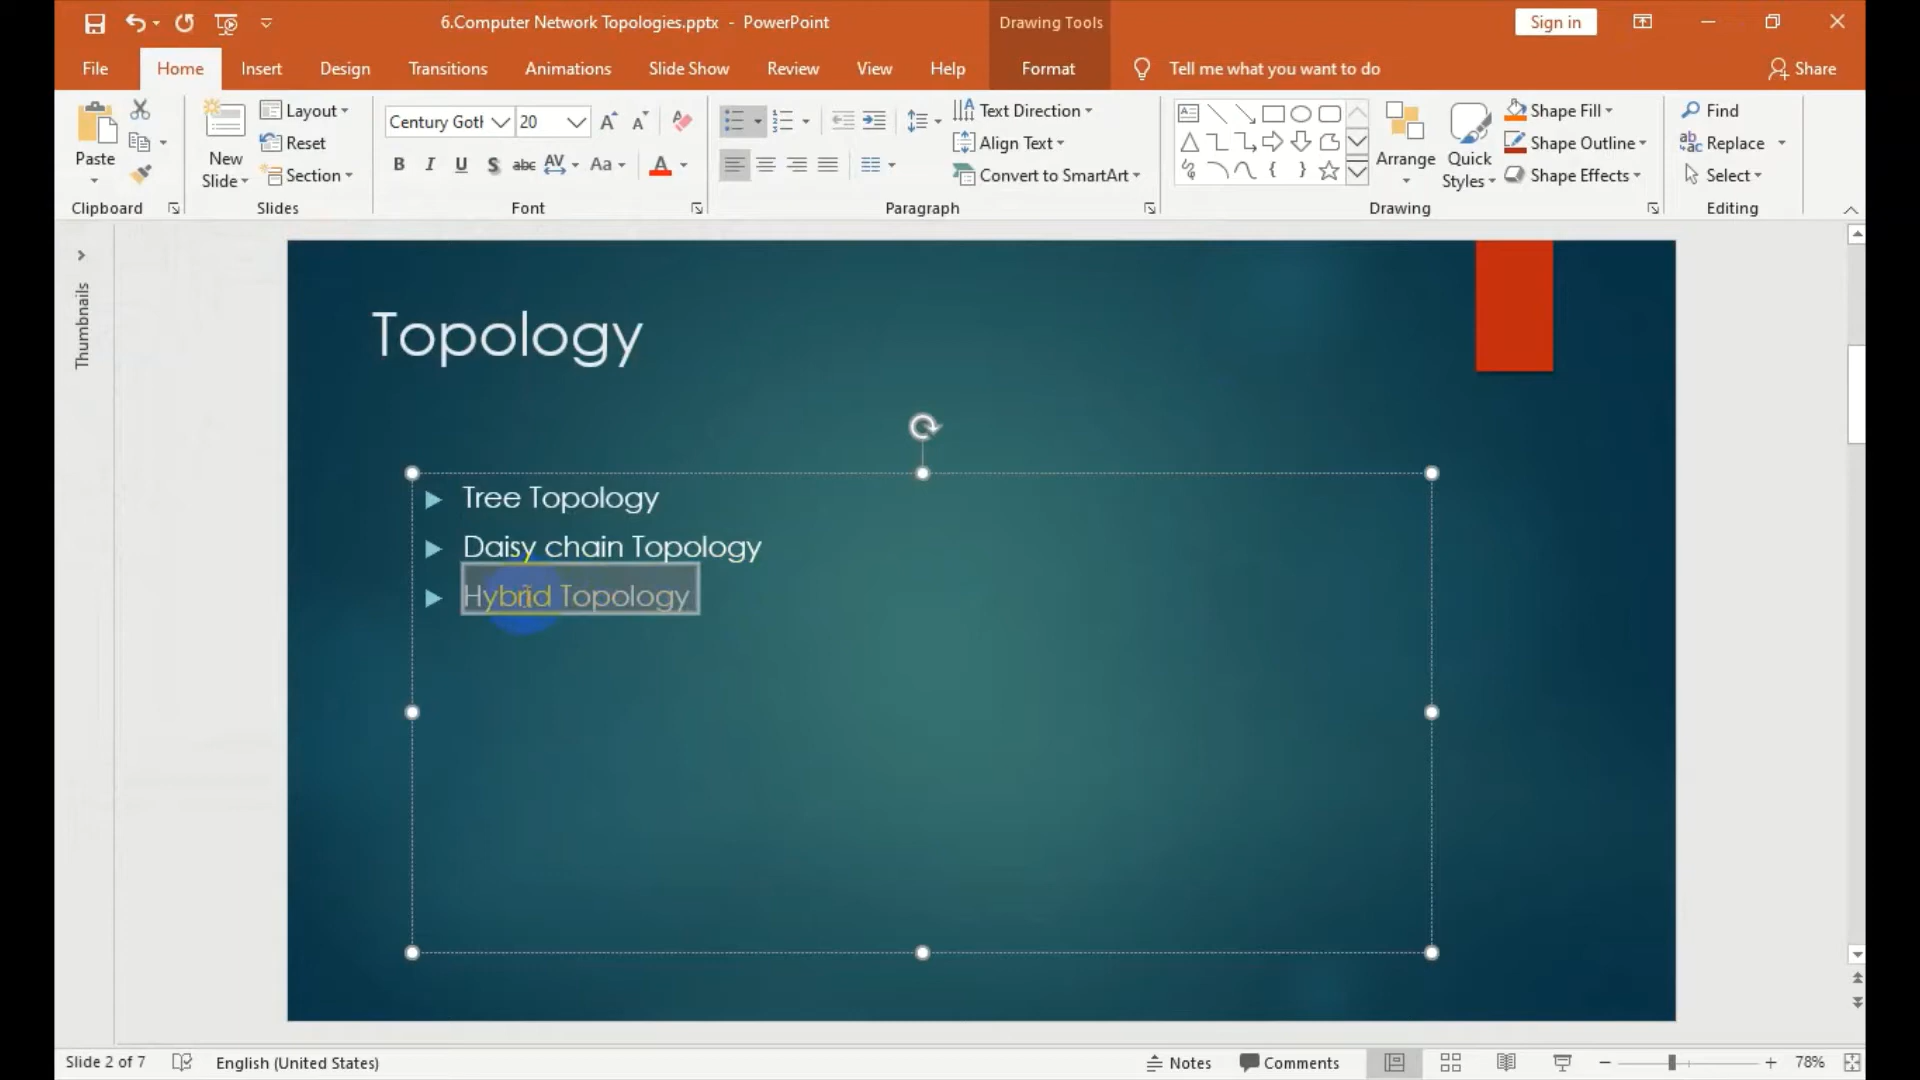 6.Computer Network Topologies.pptx - PowerPoint
Drawing Tools
Sign in
File
Home
Insert
Design
Transitions
Animations
Slide Show
Review
View
Help
Format
Tell me what you want to do
Share
Paste
Clipboard
New
Slide
Layout
Reset
Section
Slides
Century Goth
20
B I U S abc AV Aa A
Font
Text Direction
Align Text
Convert to SmartArt
Paragraph
Arrange
Quick
Styles
Shape Fill
Shape Outline
Shape Effects
Drawing
Find
Replace
Select
Editing
Thumbnails
Topology
Tree Topology
Daisy chain Topology
Hybrid Topology
Slide 2 of 7
English (United States)
Notes
Comments
78%